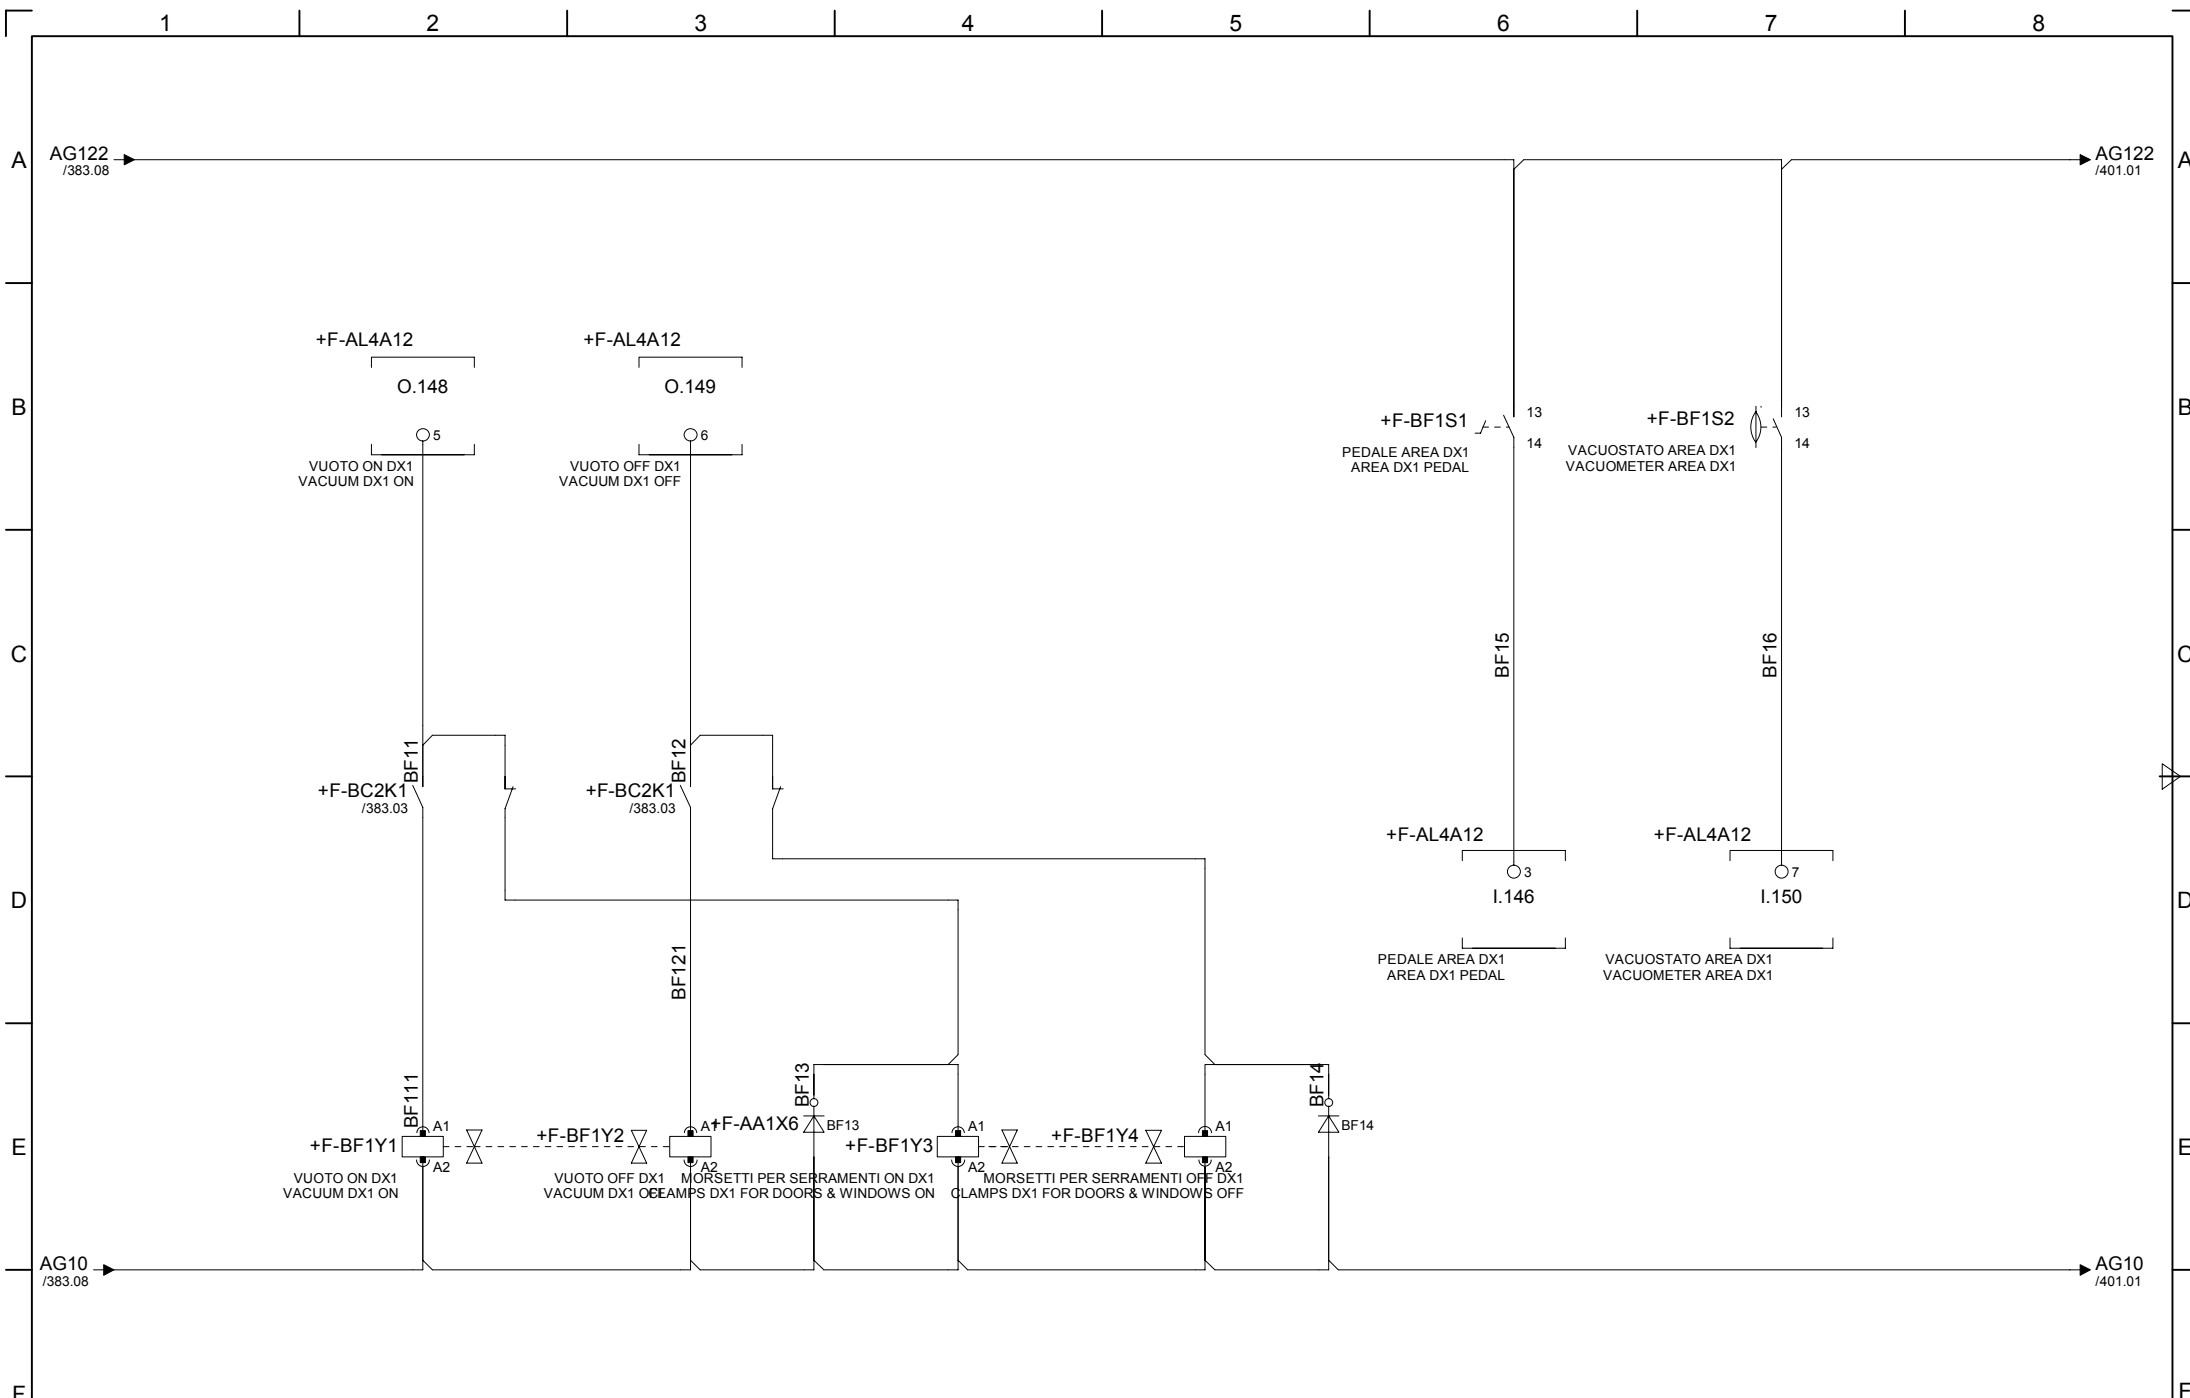 1 2 3 4 5 6 7 8
A AG122 AG122 A
/383.08 /401.01
+F-AL4A12 +F-AL4A12
O.148 O.149
B B
+F-BF1S1 13 +F-BF1S2 13
14 14
5 6
PEDALE AREA DX1 VACUOSTATO AREA DX1
AREA DX1 PEDAL VACUOMETER AREA DX1
VUOTO ON DX1 VUOTO OFF DX1
VACUUM DX1 ON VACUUM DX1 OFF
C BF15 BF16 C
BF11 BF12
+F-BC2K1 +F-BC2K1
/383.03 /383.03
+F-AL4A12 +F-AL4A12
3 7
D I.146 I.150 D
PEDALE AREA DX1 VACUOSTATO AREA DX1
AREA DX1 PEDAL VACUOMETER AREA DX1
BF121
BF111 BF13 BF14
A1 A1 +F-AA1X6 BF13 A1 A1 BF14
E +F-BF1Y1 +F-BF1Y2 +F-BF1Y3 +F-BF1Y4 E
A2 A2 A2 A2
VUOTO ON DX1 VUOTO OFF DX1 MORSETTI PER SERRAMENTI ON DX1 MORSETTI PER SERRAMENTI OFF DX1
VACUUM DX1 ON VACUUM DX1 OFF CLAMPS DX1 FOR DOORS & WINDOWS ON CLAMPS DX1 FOR DOORS & WINDOWS OFF
AG10 AG10
/383.08 /401.01
F F